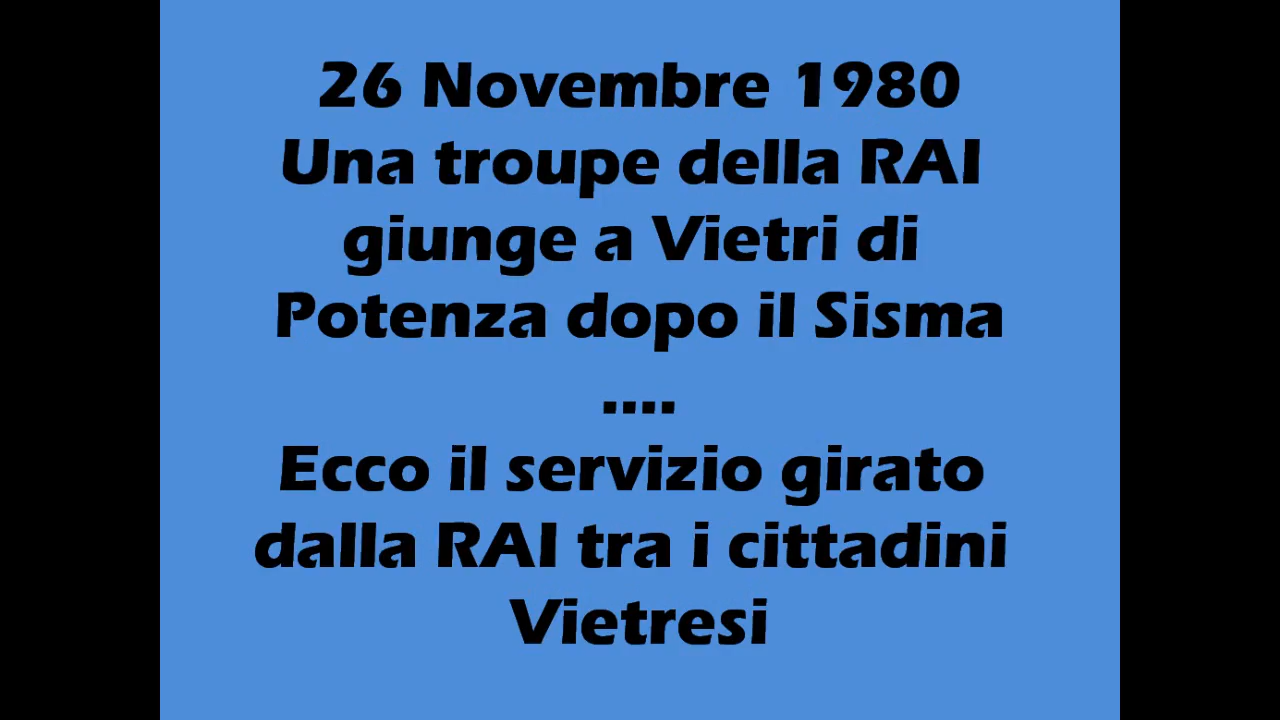 26 Novembre 1980
Una troupe della RAI
giunge a Vietri di
Potenza dopo il Sisma
....
Ecco il servizio girato
dalla RAI tra i cittadini
Vietresi